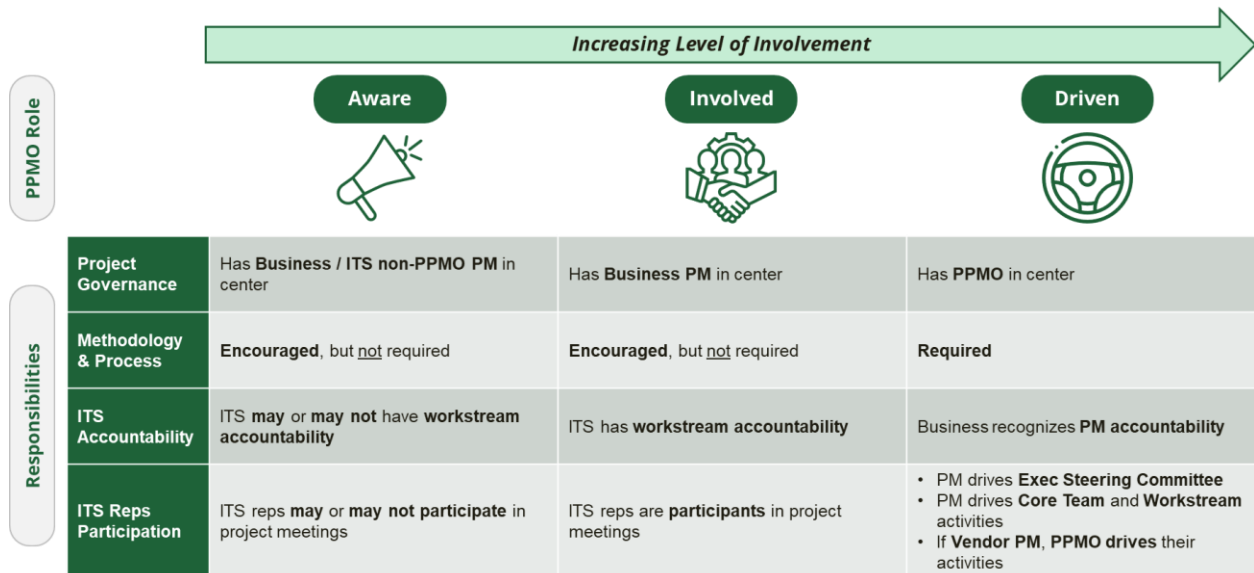 Increasing Level of Involvement
PPMO Role
Aware
Involved
Driven
Responsibilities
Project
Governance
Has Business / ITS non-PPMO PM in
center
Has Business PM in center
Has PPMO in center
Methodology
& Process
Encouraged, but not required
Encouraged, but not required
Required
ITS
Accountability
ITS may or may not have workstream
accountability
ITS has workstream accountability
Business recognizes PM accountability
ITS Reps
Participation
ITS reps may or may not participate in
project meetings
ITS reps are participants in project
meetings
• PM drives Exec Steering Committee
• PM drives Core Team and Workstream
activities
• If Vendor PM, PPMO drives their
activities